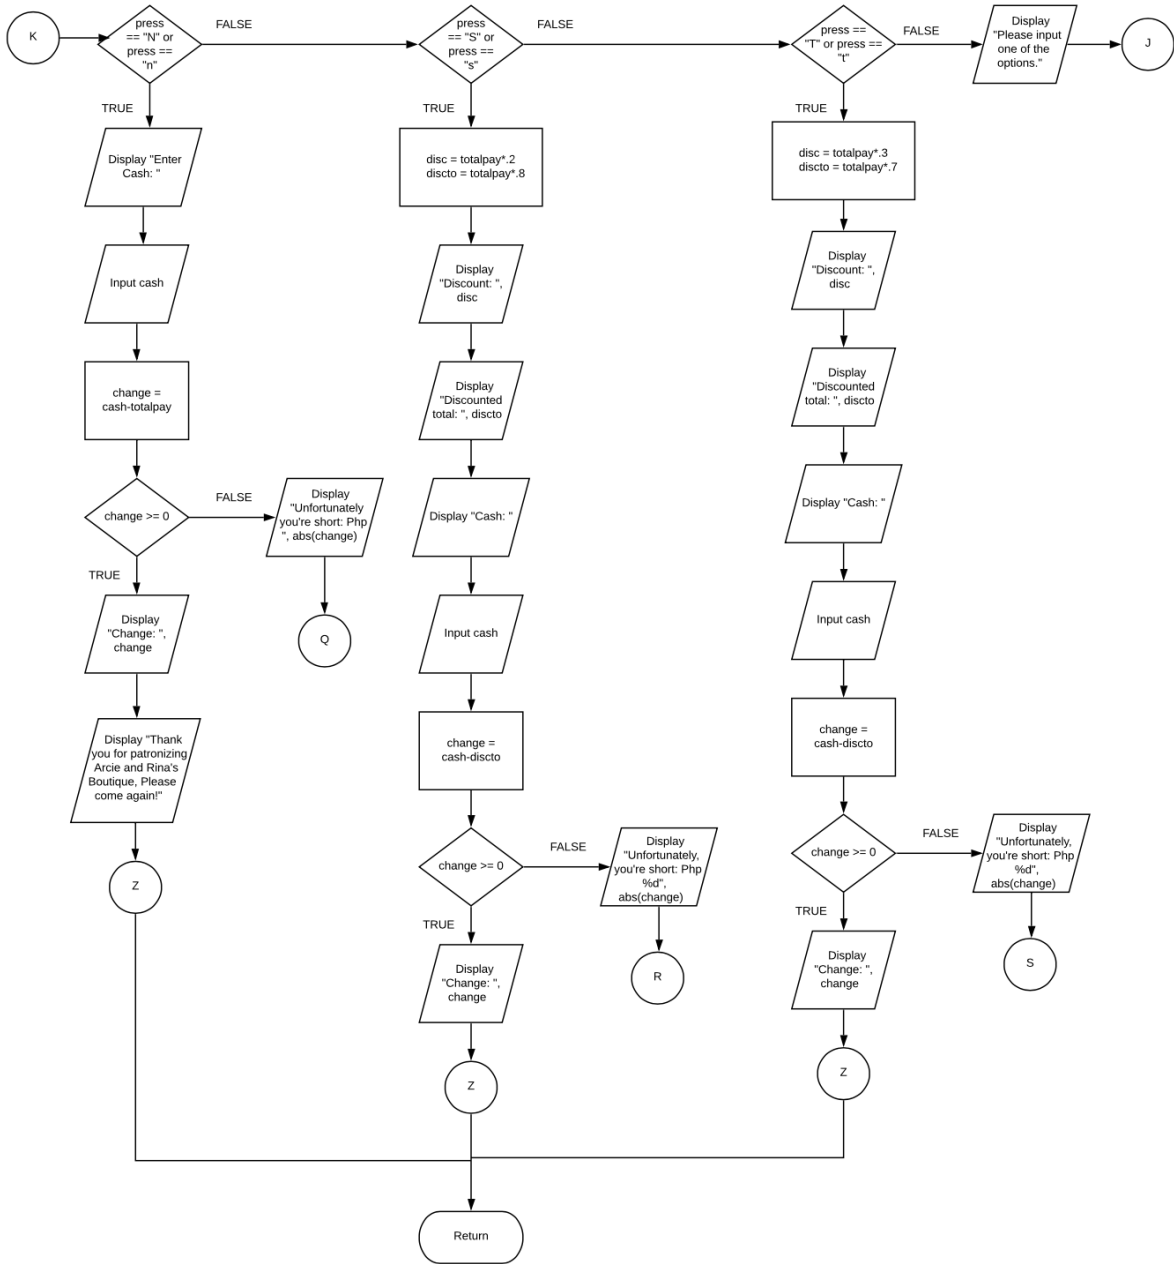 K
press
== "N" or
press ==
"n"
FALSE
press
== "S" or
press ==
"s"
FALSE
press ==
"T" or press ==
"t"
FALSE
Display
"Please input
one of the
options."
J
TRUE
Display "Enter
Cash: "
Input cash
change =
cash-totalpay
change >= 0
FALSE
Display
"Unfortunately
you're short: Php
", abs(change)
Q
TRUE
Display
"Change: ",
change
Display "Thank
you for patronizing
Arcie and Rina's
Boutique, Please
come again!"
Z
TRUE
disc = totalpay*.2
discto = totalpay*.8
Display
"Discount: ",
disc
Display
"Discounted
total: ", discto
Display "Cash: "
Input cash
change =
cash-discto
change >= 0
FALSE
Display
"Unfortunately,
you're short: Php
%d",
abs(change)
R
TRUE
Display
"Change: ",
change
Z
TRUE
disc = totalpay*.3
discto = totalpay*.7
Display
"Discount: ",
disc
Display
"Discounted
total: ", discto
Display "Cash: "
Input cash
change =
cash-discto
change >= 0
FALSE
Display
"Unfortunately,
you're short: Php
%d",
abs(change)
S
TRUE
Display
"Change: ",
change
Z
Return